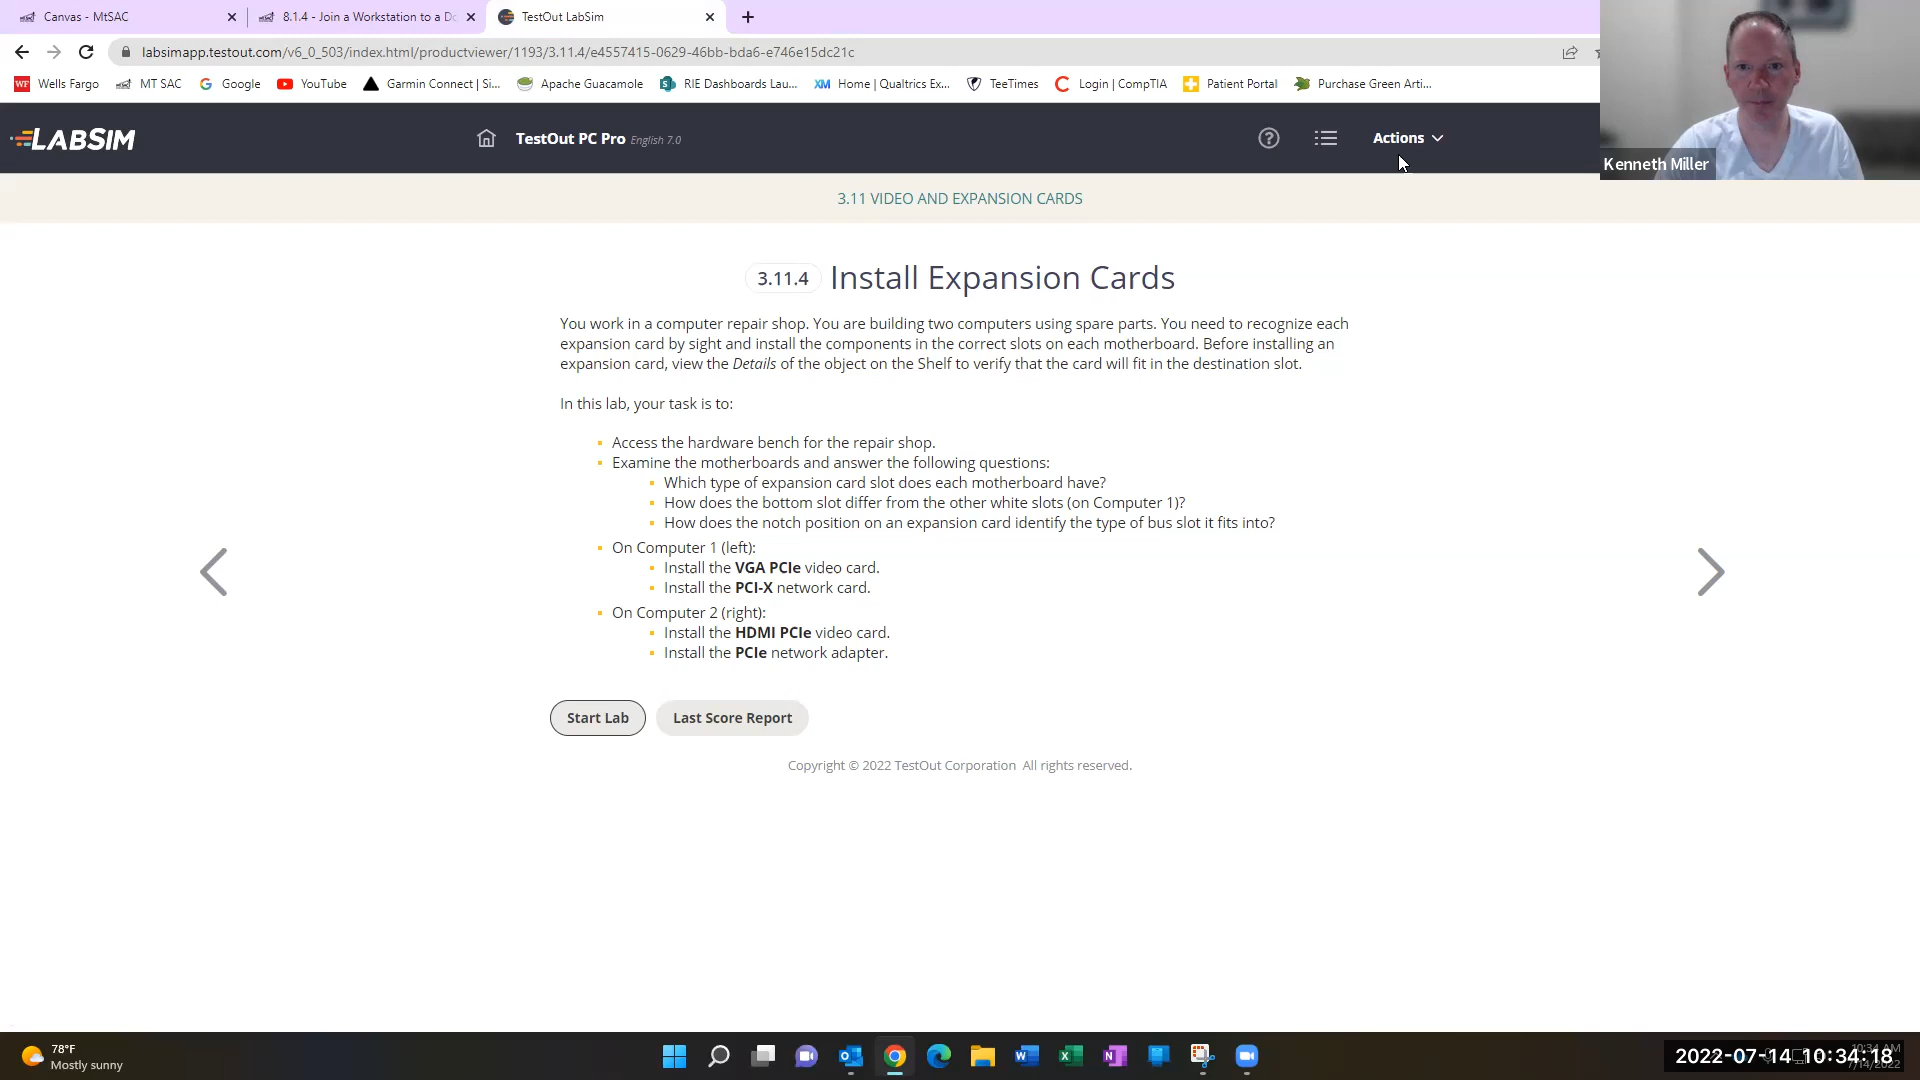 Canvas - MtSAC
8.1.4 - Join a Workstation to a Do
TestOut LabSim
labsimapp.testout.com/v6_0_503/index.html/productviewer/1193/3.11.4/e4557415-0629-46bb-bda6-e746e15dc21c
WF Wells Fargo
MT SAC
Google
YouTube
Garmin Connect | Si...
Apache Guacamole
RIE Dashboards Lau...
XM Home | Qualtrics Ex...
TeeTimes
Login | CompTIA
Patient Portal
Purchase Green Arti...
LABSIM
TestOut PC Pro English 7.0
Actions
Kenneth Miller
3.11 VIDEO AND EXPANSION CARDS
3.11.4 Install Expansion Cards
You work in a computer repair shop. You are building two computers using spare parts. You need to recognize each
expansion card by sight and install the components in the correct slots on each motherboard. Before installing an
expansion card, view the Details of the object on the Shelf to verify that the card will fit in the destination slot.
In this lab, your task is to:
Access the hardware bench for the repair shop.
Examine the motherboards and answer the following questions:
Which type of expansion card slot does each motherboard have?
How does the bottom slot differ from the other white slots (on Computer 1)?
How does the notch position on an expansion card identify the type of bus slot it fits into?
On Computer 1 (left):
Install the VGA PCIe video card.
Install the PCI-X network card.
On Computer 2 (right):
Install the HDMI PCIe video card.
Install the PCIe network adapter.
Start Lab
Last Score Report
Copyright © 2022 TestOut Corporation All rights reserved.
78°F
Mostly sunny
10:34 AM
7/14/2022
2022-07-14 10:34:18